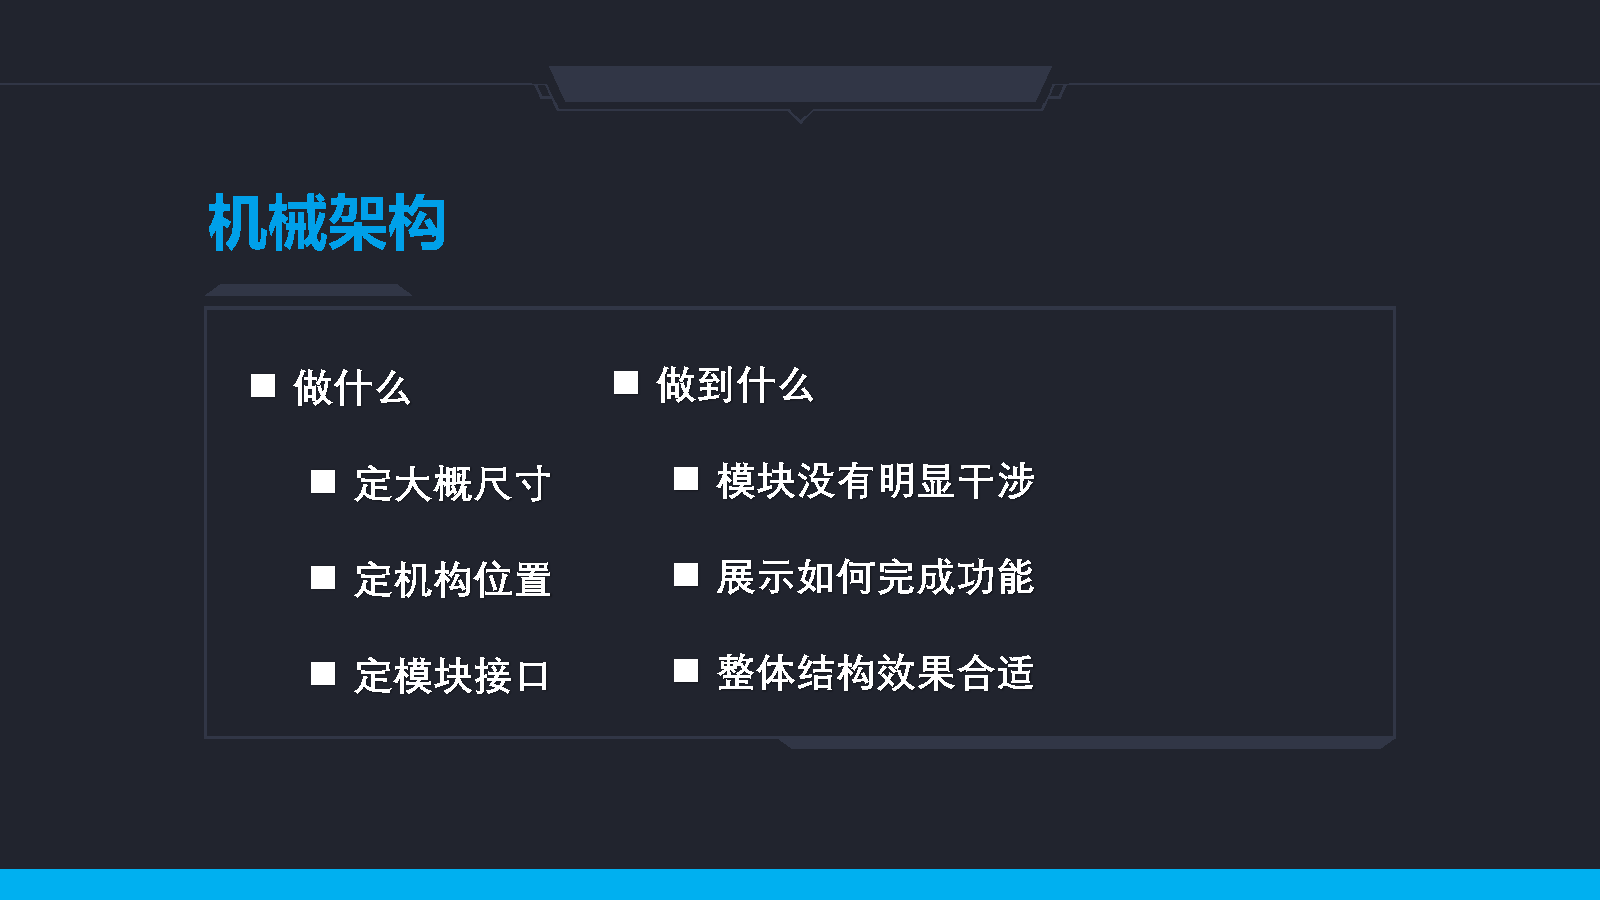 机械架构
做什么
定大概尺寸
定机构位置
定模块接口
做到什么
模块没有明显干涉
展示如何完成功能
整体结构效果合适